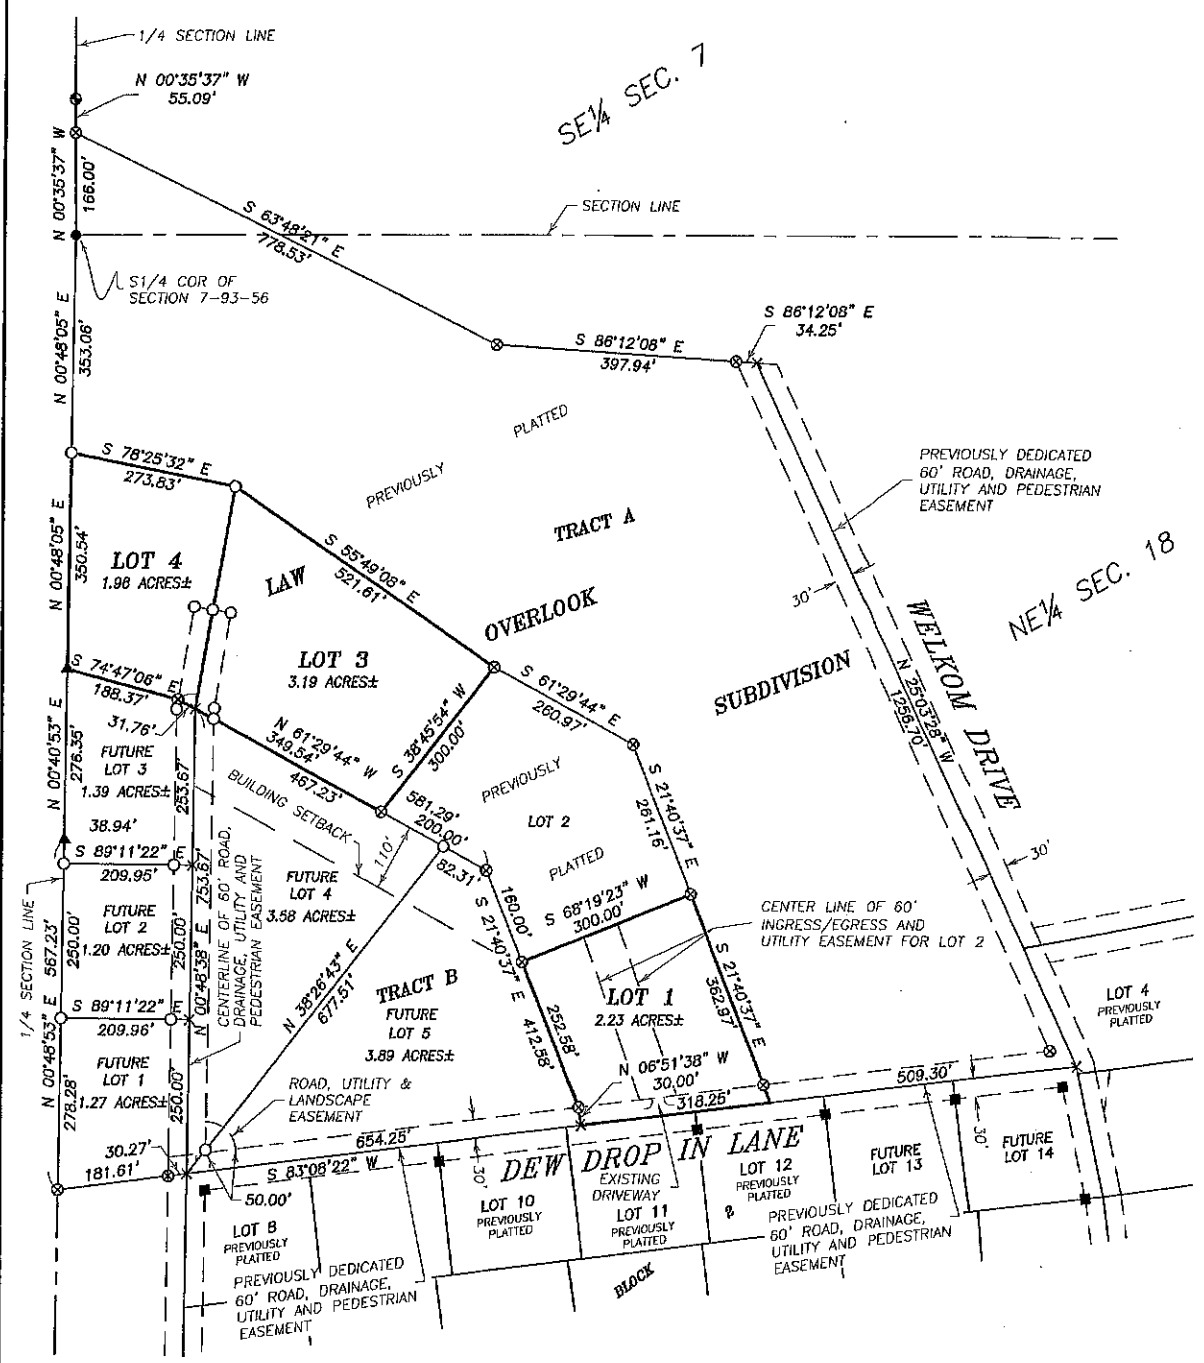 1/4 SECTION LINE
N 00°35'37" W
55.09'
SE¼ SEC. 7
N 00°35'37" W
166.00'
S 63°48'21" E
778.53'
SECTION LINE
S1/4 COR OF
SECTION 7-93-56
N 00°48'05" E
353.08'
S 86°12'08" E
34.25'
S 86°12'08" E
397.94'
PLATTED
PREVIOUSLY
PREVIOUSLY DEDICATED
60' ROAD, DRAINAGE,
UTILITY AND PEDESTRIAN
EASEMENT
S 78°25'32" E
273.83'
N 00°48'05" E
350.54'
LOT 4
1.98 ACRES±
LAW
S 55°49'08" E
521.61'
TRACT A
OVERLOOK
SUBDIVISION
NE¼ SEC. 18
30'
WELKOM DRIVE
N 25°03'28" W
1256.70'
30'
LOT 3
3.19 ACRES±
S 74°47'06" E
188.37'
31.76'
N 61°29'44" W
349.54'
467.23'
S 38°45'54" W
300.00'
S 61°29'44" E
260.97'
S 21°40'37" E
261.16'
PREVIOUSLY
LOT 2
PLATTED
N 00°40'53" E
276.35'
FUTURE
LOT 3
1.39 ACRES±
253.67'
BUILDING SETBACK
110'
581.29'
200.00'
82.31'
38.94'
S 89°11'22" E
209.95'
FUTURE
LOT 2
1.20 ACRES±
250.00'
250.00'
1/4 SECTION LINE
N 00°48'53" E 567.23'
N 00°48'38" E 753.67'
CENTERLINE OF 60' ROAD,
DRAINAGE, UTILITY AND
PEDESTRIAN EASEMENT
FUTURE
LOT 4
3.58 ACRES±
160.00'
S 21°40'37" E
S 68°19'23" W
300.00'
CENTER LINE OF 60'
INGRESS/EGRESS AND
UTILITY EASEMENT FOR LOT 2
N 38°26'43" E
677.51'
TRACT B
FUTURE
LOT 5
3.89 ACRES±
252.58'
412.58'
LOT 1
2.23 ACRES±
S 21°40'37" E
362.97'
LOT 4
PREVIOUSLY
PLATTED
S 89°11'22" E
209.96'
FUTURE
LOT 1
1.27 ACRES±
278.28'
250.00'
ROAD, UTILITY &
LANDSCAPE
EASEMENT
N 06°51'38" W
30.00'
318.25'
509.30'
30.27'
181.61'
654.25'
S 83°08'22" W
50.00'
30'
DEW DROP IN LANE
30'
LOT 8
PREVIOUSLY
PLATTED
LOT 10
PREVIOUSLY
PLATTED
EXISTING
DRIVEWAY
LOT 11
PREVIOUSLY
PLATTED
LOT 12
PREVIOUSLY
PLATTED
FUTURE
LOT 13
FUTURE
LOT 14
BLOCK
2
PREVIOUSLY DEDICATED
60' ROAD, DRAINAGE,
UTILITY AND PEDESTRIAN
EASEMENT
PREVIOUSLY DEDICATED
60' ROAD, DRAINAGE,
UTILITY AND PEDESTRIAN
EASEMENT